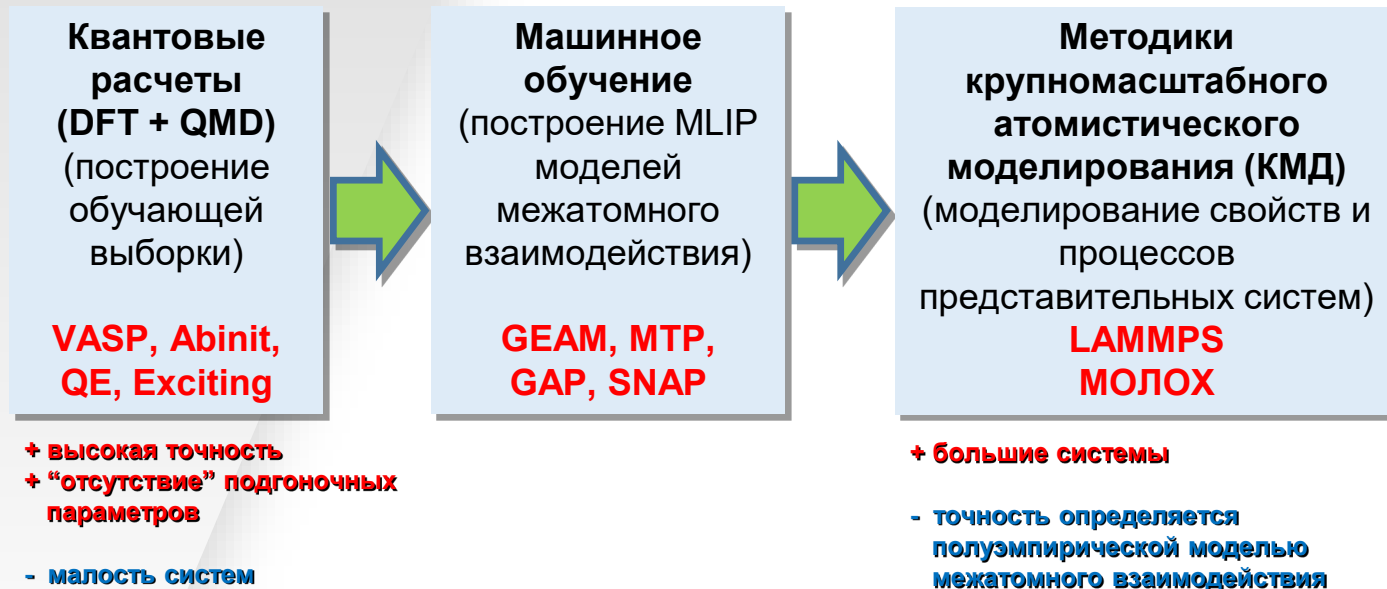 Квантовые
расчеты
(DFT + QMD)
(построение
обучающей
выборки)
VASP, Abinit,
QE, Exciting
Машинное
обучение
(построение MLIP
моделей
межатомного
взаимодействия)
GEAM, MTP,
GAP, SNAP
Методики
крупномасштабного
атомистического
моделирования (КМД)
(моделирование свойств и
процессов
представительных систем)
LAMMPS
МОЛОХ
+ высокая точность
+ “отсутствие” подгоночных
параметров
- малость систем
+ большие системы
- точность определяется
полуэмпирической моделью
межатомного взаимодействия